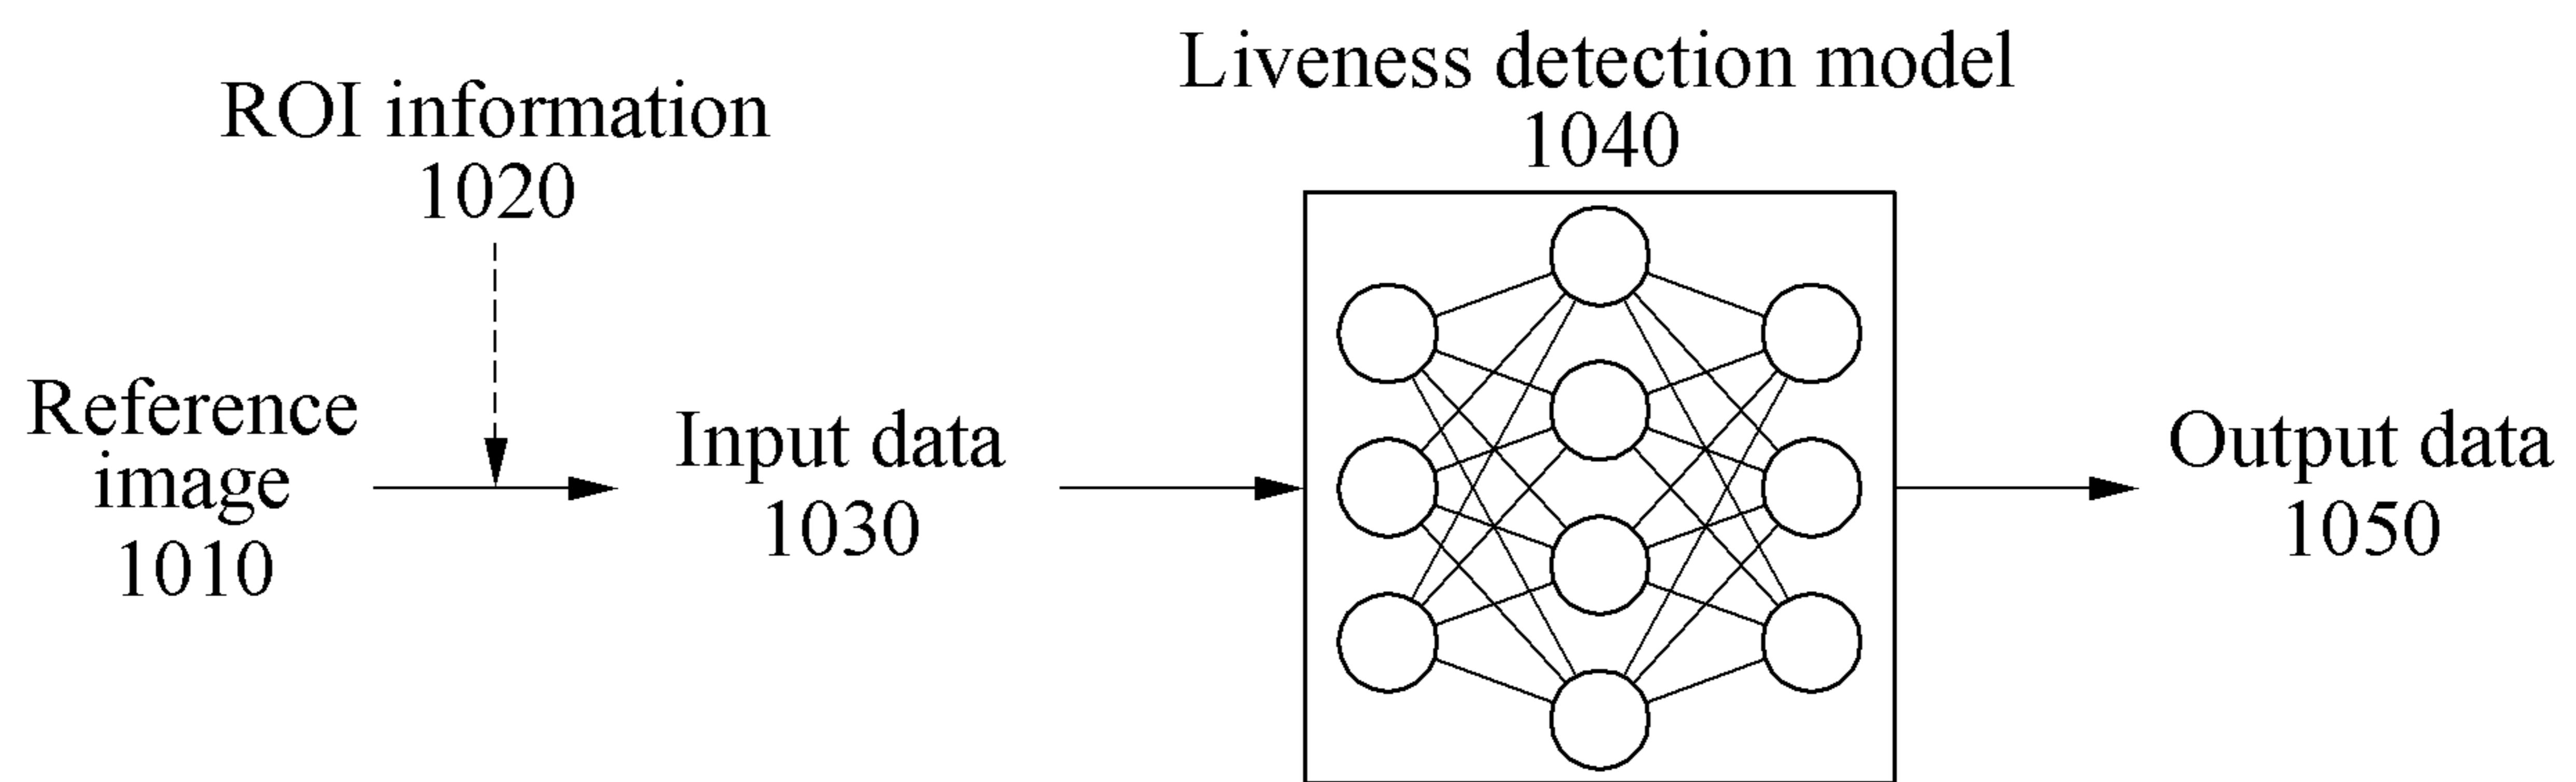 ROI information
1020
Reference
image
1010
Input data
1030
Liveness detection model
1040
Output data
1050